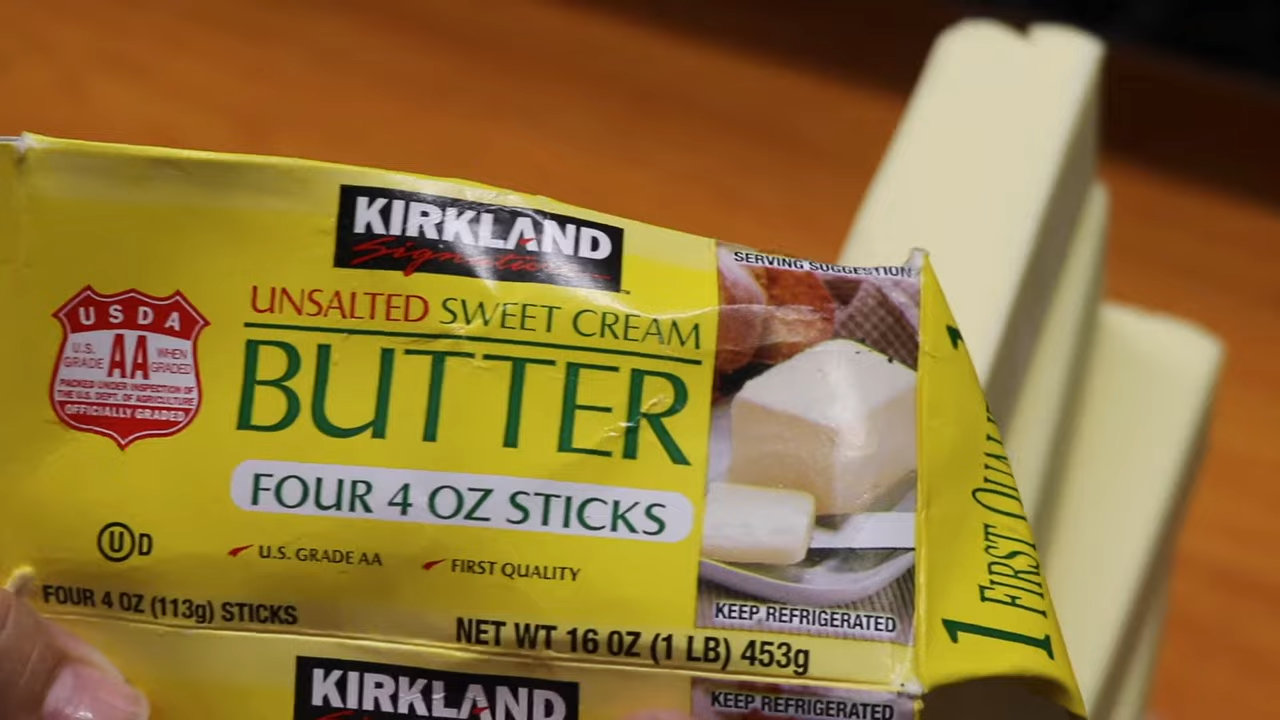 KIRKLAND
Signature
SERVING SUGGESTION
UNSALTED SWEET CREAM
BUTTER
FOUR 4 OZ STICKS
USDA
U.S. GRADE AA WHEN GRADED
PACKED UNDER INSPECTION OF
THE U.S. DEPT. OF AGRICULTURE
OFFICIALLY GRADED
U D
U.S. GRADE AA
FIRST QUALITY
KEEP REFRIGERATED
FOUR 4 OZ (113g) STICKS
NET WT 16 OZ (1 LB) 453g
1 FIRST
KIRKLAND
KEEP REFRIGERATED